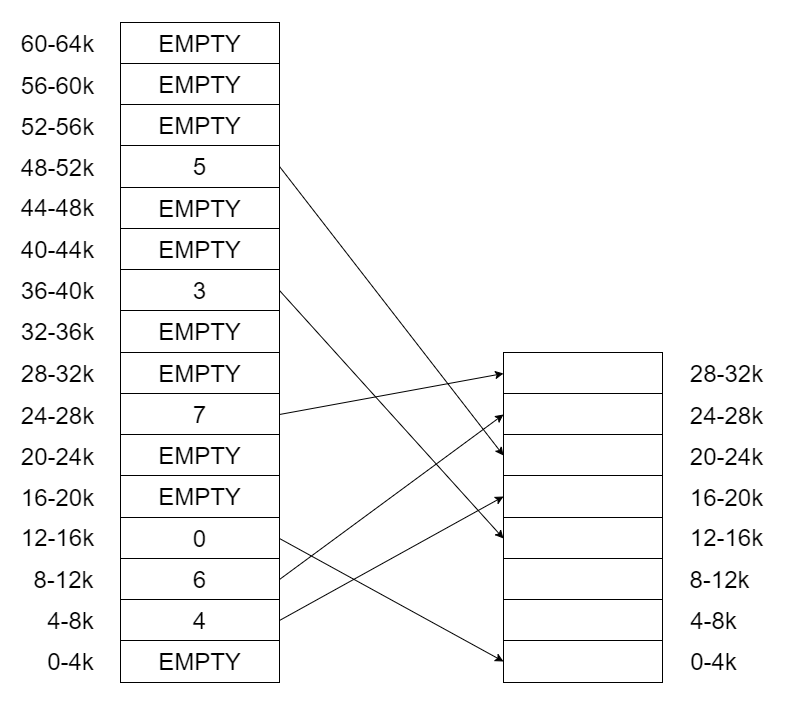 60-64k EMPTY
56-60k EMPTY
52-56k EMPTY
48-52k 5
44-48k EMPTY
40-44k EMPTY
36-40k 3
32-36k EMPTY
28-32k EMPTY 28-32k
24-28k 7 24-28k
20-24k EMPTY 20-24k
16-20k EMPTY 16-20k
12-16k 0 12-16k
8-12k 6 8-12k
4-8k 4 4-8k
0-4k EMPTY 0-4k